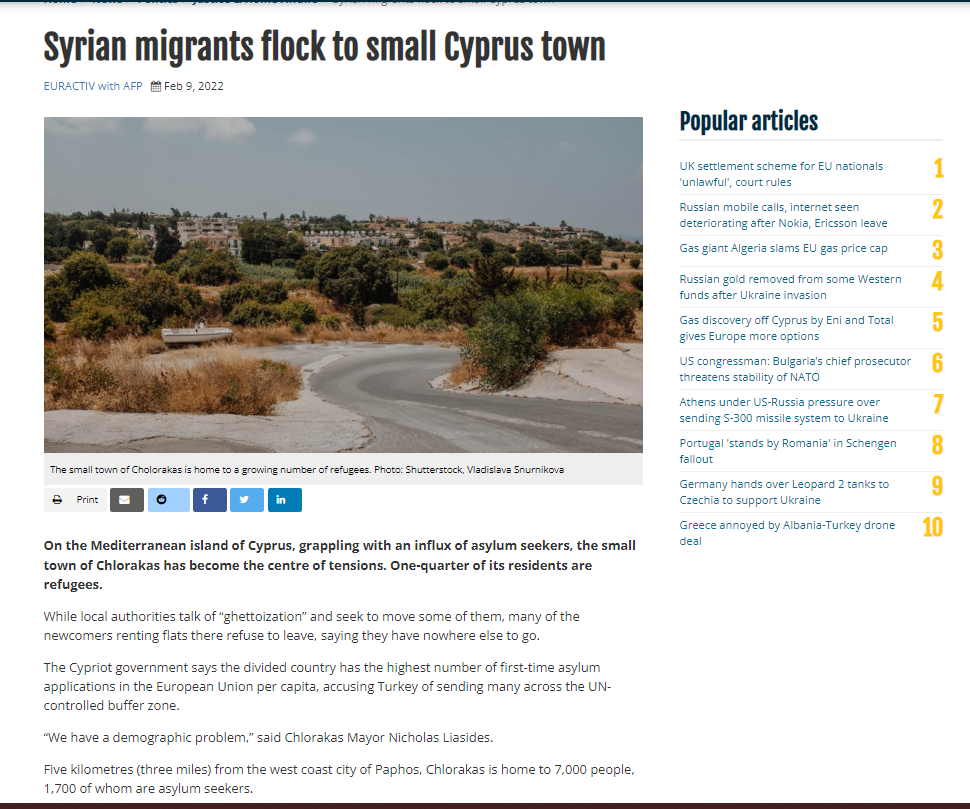 Syrian migrants flock to small Cyprus town
EURACTIV with AFP Feb 9, 2022
The small town of Cholorakas is home to a growing number of refugees. Photo: Shutterstock, Vladislava Snurnikova
Print
On the Mediterranean island of Cyprus, grappling with an influx of asylum seekers, the small
town of Chlorakas has become the centre of tensions. One-quarter of its residents are
refugees.
While local authorities talk of “ghettoization” and seek to move some of them, many of the
newcomers renting flats there refuse to leave, saying they have nowhere else to go.
The Cypriot government says the divided country has the highest number of first-time asylum
applications in the European Union per capita, accusing Turkey of sending many across the UN-
controlled buffer zone.
“We have a demographic problem,” said Chlorakas Mayor Nicholas Liasides.
Five kilometres (three miles) from the west coast city of Paphos, Chlorakas is home to 7,000 people,
1,700 of whom are asylum seekers.
Popular articles
UK settlement scheme for EU nationals 1
'unlawful', court rules
Russian mobile calls, internet seen 2
deteriorating after Nokia, Ericsson leave
Gas giant Algeria slams EU gas price cap 3
Russian gold removed from some Western 4
funds after Ukraine invasion
Gas discovery off Cyprus by Eni and Total 5
gives Europe more options
US congressman: Bulgaria's chief prosecutor 6
threatens stability of NATO
Athens under US-Russia pressure over 7
sending S-300 missile system to Ukraine
Portugal 'stands by Romania' in Schengen 8
fallout
Germany hands over Leopard 2 tanks to 9
Czechia to support Ukraine
Greece annoyed by Albania-Turkey drone 10
deal